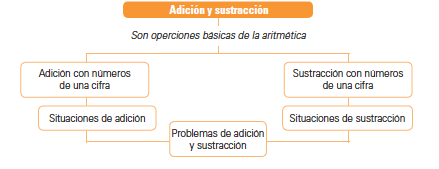 Adición y sustracción
Son operciones básicas de la aritmética
Adición con números
de una cifra
Sustracción con números
de una cifra
Situaciones de adición
Situaciones de sustracción
Problemas de adición
y sustracción